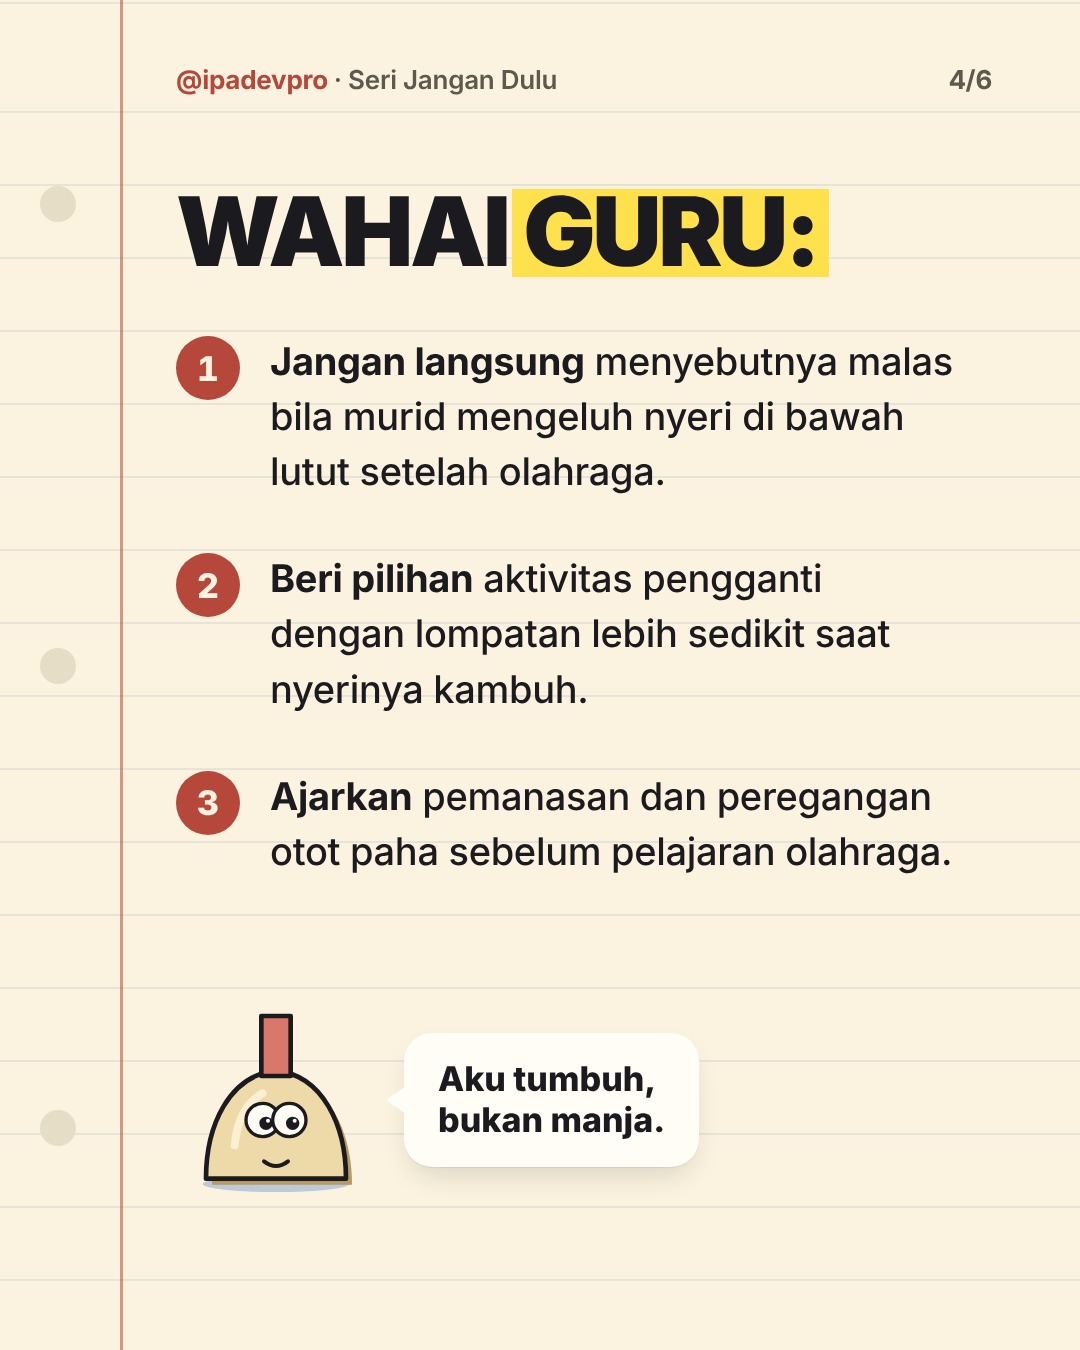 @ipadevpro · Seri Jangan Dulu
4/6
WAHAI GURU:
1
Jangan langsung menyebutnya malas
bila murid mengeluh nyeri di bawah
lutut setelah olahraga.
2
Beri pilihan aktivitas pengganti
dengan lompatan lebih sedikit saat
nyerinya kambuh.
3
Ajarkan pemanasan dan peregangan
otot paha sebelum pelajaran olahraga.
Aku tumbuh,
bukan manja.